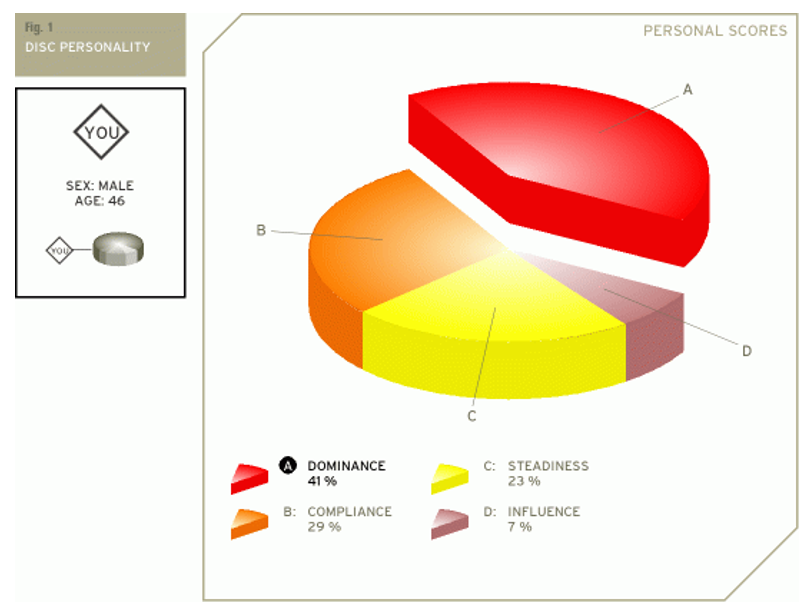 Fig. 1
DISC PERSONALITY
YOU
SEX: MALE
AGE: 46
YOU
PERSONAL SCORES
A
B
C
D
A DOMINANCE
41 %
B: COMPLIANCE
29 %
C: STEADINESS
23 %
D: INFLUENCE
7 %